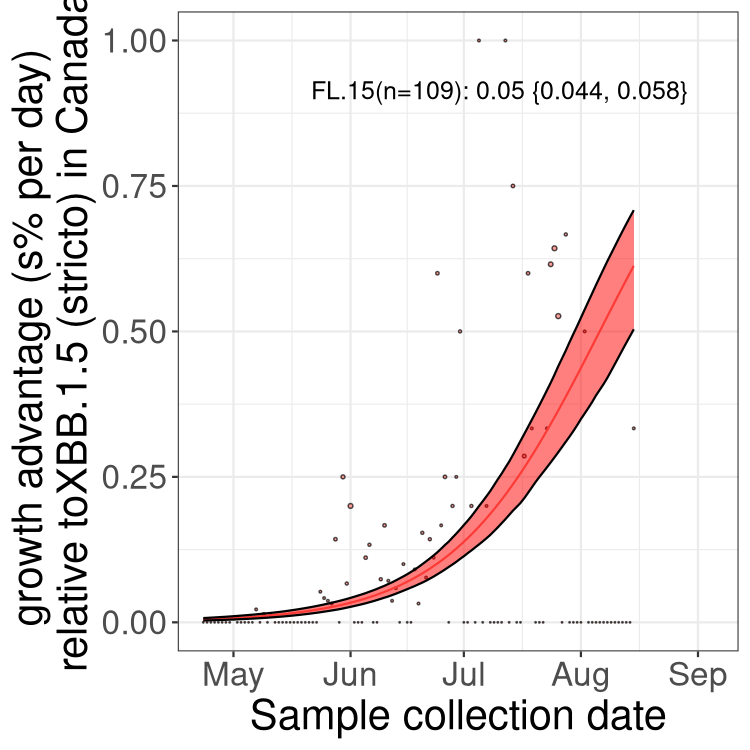 growth advantage (s% per day)
relative toXBB.1.5 (stricto) in Canada
1.00
0.75
0.50
0.25
0.00
FL.15(n=109): 0.05 {0.044, 0.058}
May Jun Jul Aug Sep
Sample collection date